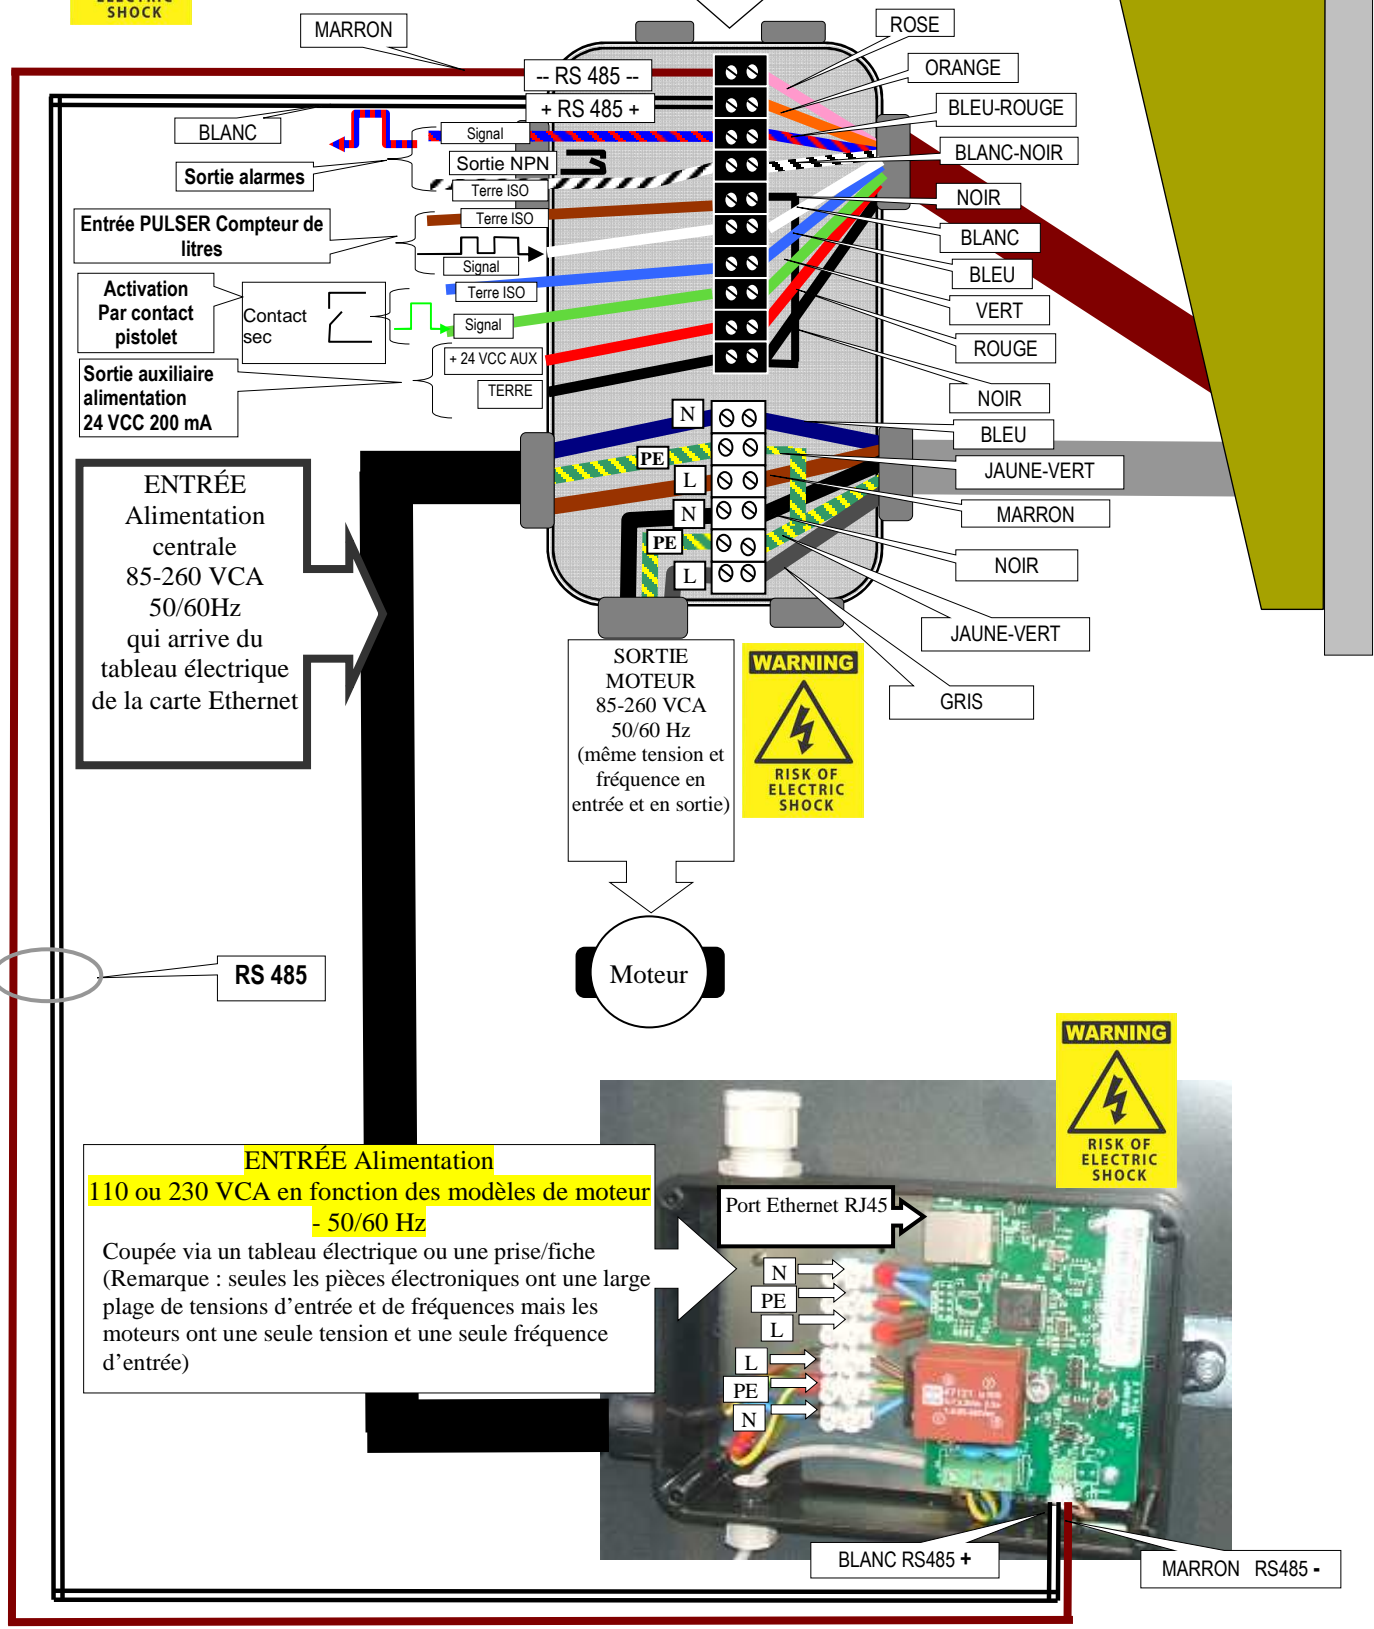 ELECTRIC
SHOCK
MARRON
ROSE
-- RS 485 --
ORANGE
+ RS 485 +
BLEU-ROUGE
BLANC
Signal
BLANC-NOIR
Sortie NPN
Sortie alarmes
Terre ISO
NOIR
Entrée PULSER Compteur de
litres
Terre ISO
BLANC
Signal
BLEU
Activation
Par contact
pistolet
Contact
sec
Terre ISO
VERT
Signal
ROUGE
+ 24 VCC AUX
Sortie auxiliaire
alimentation
24 VCC 200 mA
TERRE
NOIR
N
BLEU
PE
JAUNE-VERT
L
MARRON
N
PE
NOIR
L
JAUNE-VERT
GRIS
ENTRÉE
Alimentation
centrale
85-260 VCA
50/60Hz
qui arrive du
tableau électrique
de la carte Ethernet
SORTIE
MOTEUR
85-260 VCA
50/60 Hz
(même tension et
fréquence en
entrée et en sortie)
WARNING
RISK OF
ELECTRIC
SHOCK
Moteur
RS 485
WARNING
RISK OF
ELECTRIC
SHOCK
ENTRÉE Alimentation
110 ou 230 VCA en fonction des modèles de moteur
- 50/60 Hz
Coupée via un tableau électrique ou une prise/fiche
(Remarque : seules les pièces électroniques ont une large
plage de tensions d’entrée et de fréquences mais les
moteurs ont une seule tension et une seule fréquence
d’entrée)
Port Ethernet RJ45
N
PE
L
L
PE
N
BLANC RS485 +
MARRON RS485 -